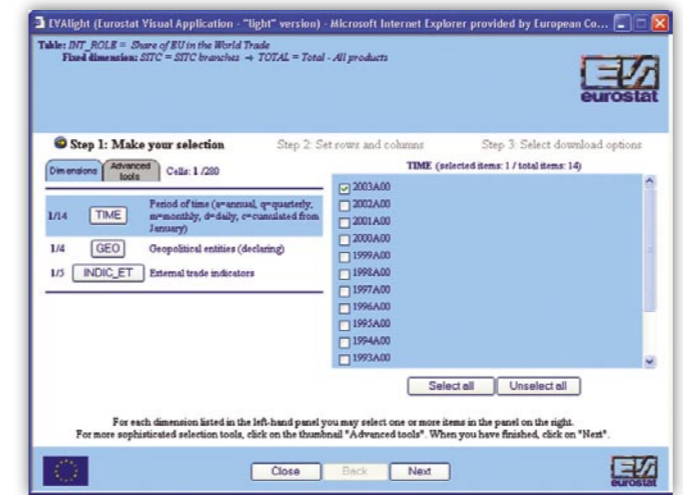 EVAlight (Eurostat Visual Application - "light" version) - Microsoft Internet Explorer provided by European Co...
Table: INT_ROLE = Share of EU in the World Trade
Fixed dimension: SITC = SITC branches → TOTAL = Total - All products
eurostat
Step 1: Make your selection Step 2: Set rows and columns Step 3: Select download options
Dimensions Advanced tools Cells: 1 /280
TIME (selected items: 1 / total items: 14)
1/14 TIME Period of time (a=annual, q=quarterly,
m=monthly, d=daily, c=cumulated from
January)
1/4 GEO Geopolitical entities (declaring)
1/5 INDIC_ET External trade indicators
2003A00
2002A00
2001A00
2000A00
1999A00
1998A00
1997A00
1996A00
1995A00
1994A00
1993A00
Select all Unselect all
For each dimension listed in the left-hand panel you may select one or more items in the panel on the right.
For more sophisticated selection tools, click on the thumbnail "Advanced tools". When you have finished, click on "Next".
Close Back Next
eurostat